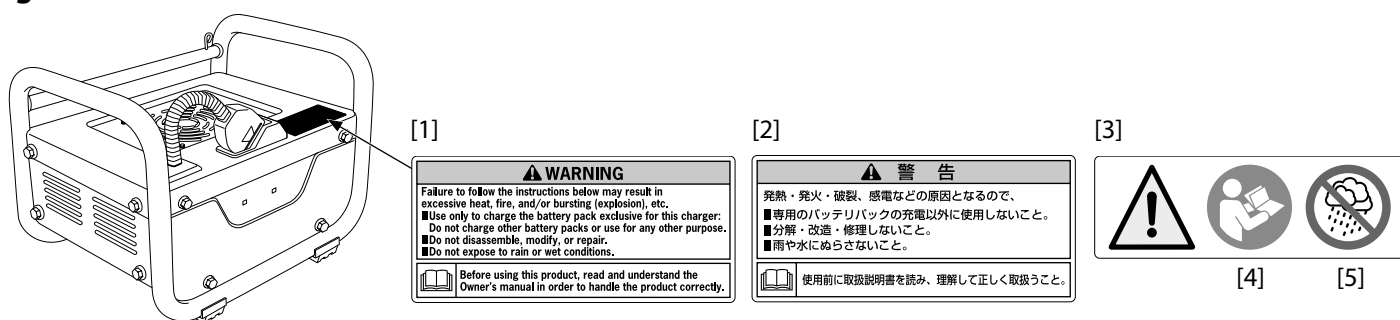 [1]
⚠ WARNING
Failure to follow the instructions below may result in
excessive heat, fire, and/or bursting (explosion), etc.
■Use only to charge the battery pack exclusive for this charger:
Do not charge other battery packs or use for any other purpose.
■Do not disassemble, modify, or repair.
■Do not expose to rain or wet conditions.
Before using this product, read and understand the
Owner's manual in order to handle the product correctly.
[2]
⚠ 警 告
発熱・発火・破裂、感電などの原因となるので、
■専用のバッテリパックの充電以外に使用しないこと。
■分解・改造・修理しないこと。
■雨や水にぬらさないこと。
使用前に取扱説明書を読み、理解して正しく取扱うこと。
[3]
[4]
[5]